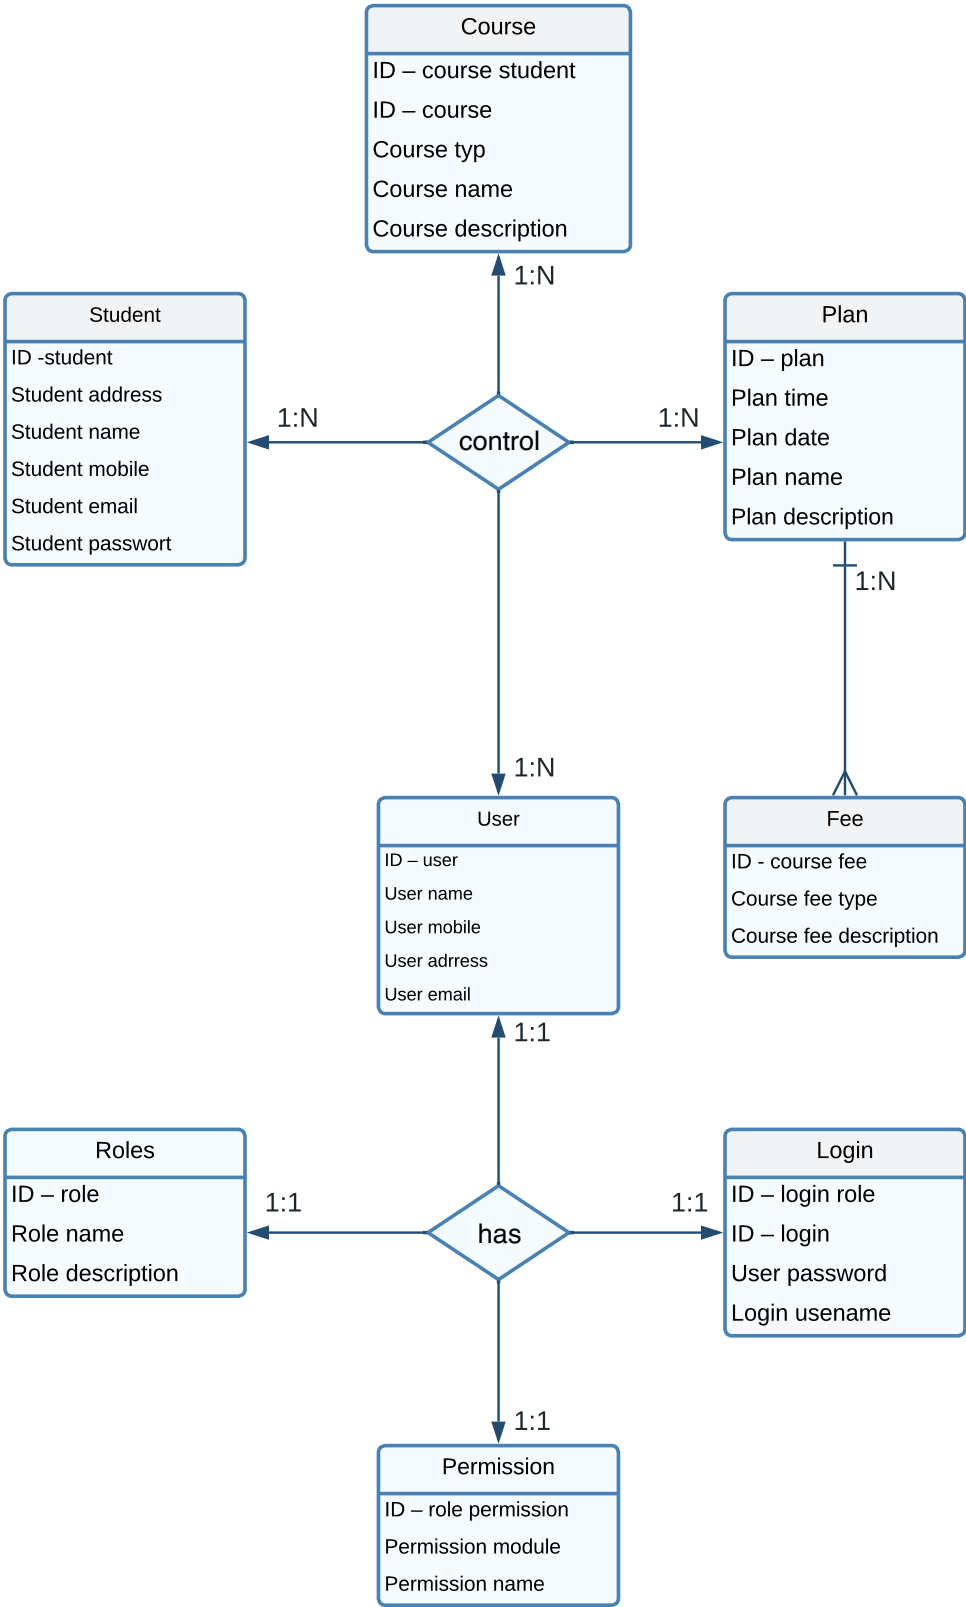 Course
ID – course student
ID – course
Course typ
Course name
Course description
1:N
Student
ID -student
Student address
Student name
Student mobile
Student email
Student passwort
1:N
control
1:N
Plan
ID – plan
Plan time
Plan date
Plan name
Plan description
1:N
1:N
User
ID – user
User name
User mobile
User adrress
User email
Fee
ID - course fee
Course fee type
Course fee description
1:1
Roles
ID – role
Role name
Role description
1:1
has
1:1
Login
ID – login role
ID – login
User password
Login usename
1:1
Permission
ID – role permission
Permission module
Permission name